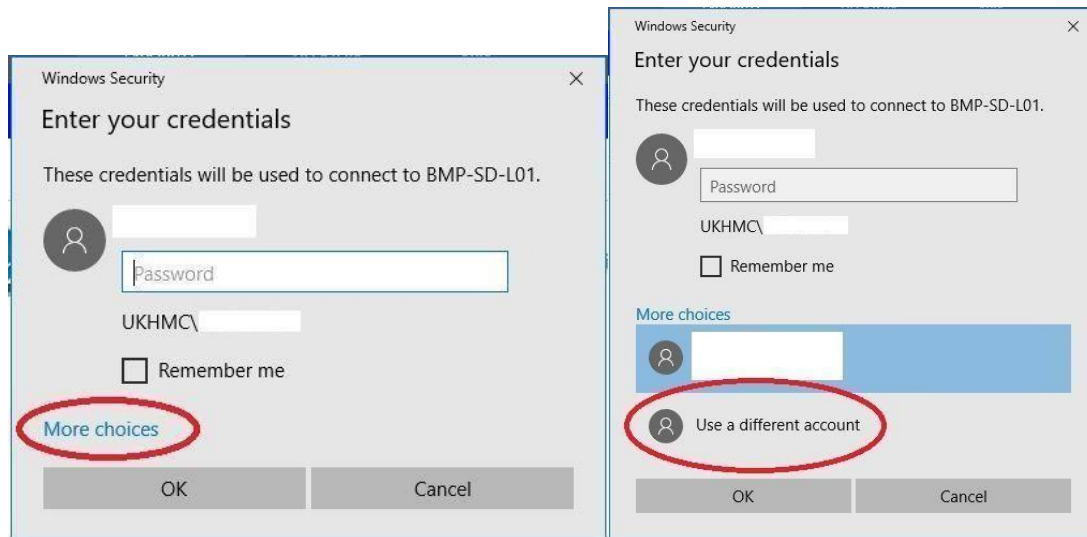 Windows Security
Enter your credentials
These credentials will be used to connect to BMP-SD-L01.
Password
UKHMC\
Remember me
More choices
OK Cancel
Windows Security
Enter your credentials
These credentials will be used to connect to BMP-SD-L01.
Password
UKHMC\
Remember me
More choices
Use a different account
OK Cancel